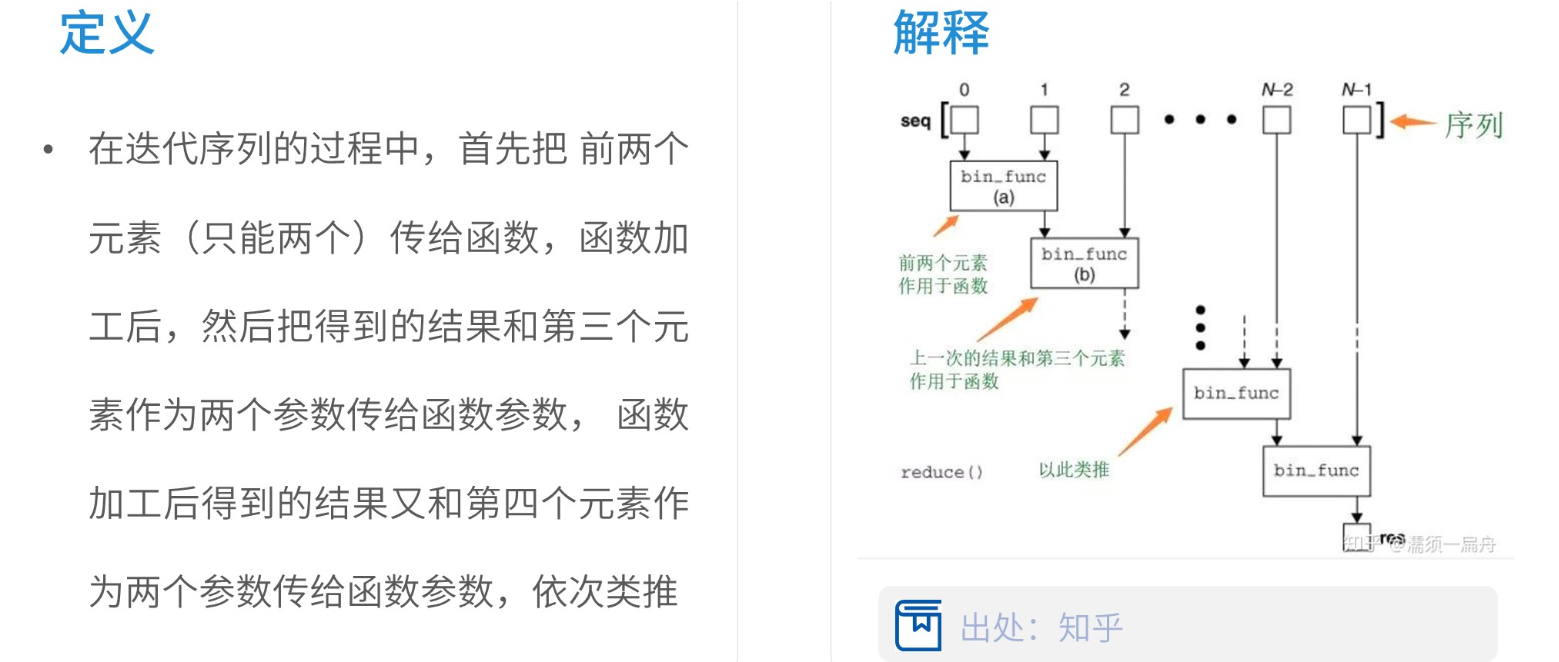 定义
• 在迭代序列的过程中，首先把 前两个
元素（只能两个）传给函数，函数加
工后，然后把得到的结果和第三个元
素作为两个参数传给函数参数， 函数
加工后得到的结果又和第四个元素作
为两个参数传给函数参数，依次类推
解释
0 1 2 N–2 N–1
seq [ ] 序列
bin_func
(a)
前两个元素
作用于函数
bin_func
(b)
上一次的结果和第三个元素
作用于函数
bin_func
以此类推
reduce()
bin_func
res
知乎 @濡须一扁舟
出处：知乎